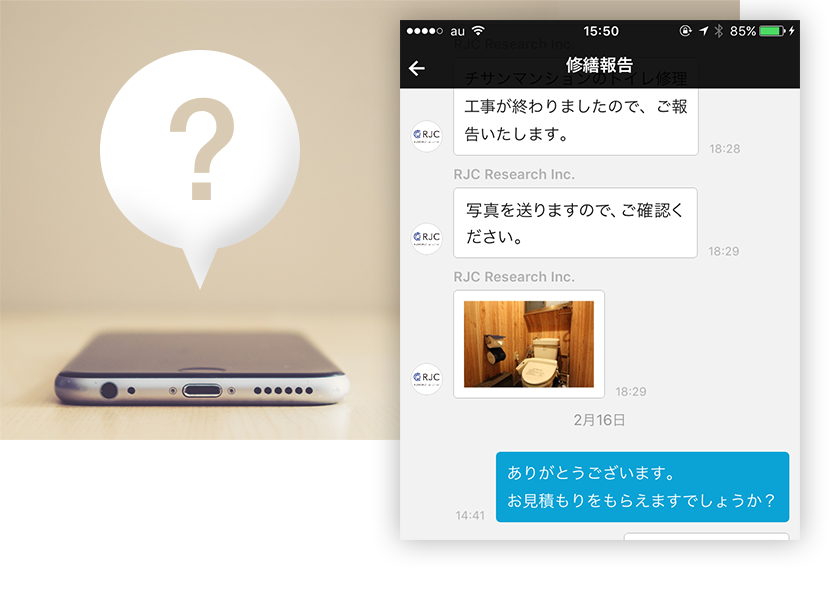 ?
au 15:50 85%
RJC Research Inc.
修繕報告
チサンマンションのトイレ修理
工事が終わりましたので、ご報
告いたします。
RJC
18:28
RJC Research Inc.
写真を送りますので、ご確認く
ださい。
RJC
18:29
RJC Research Inc.
RJC
18:29
2月16日
ありがとうございます。
お見積もりをもらえますでしょうか？
14:41